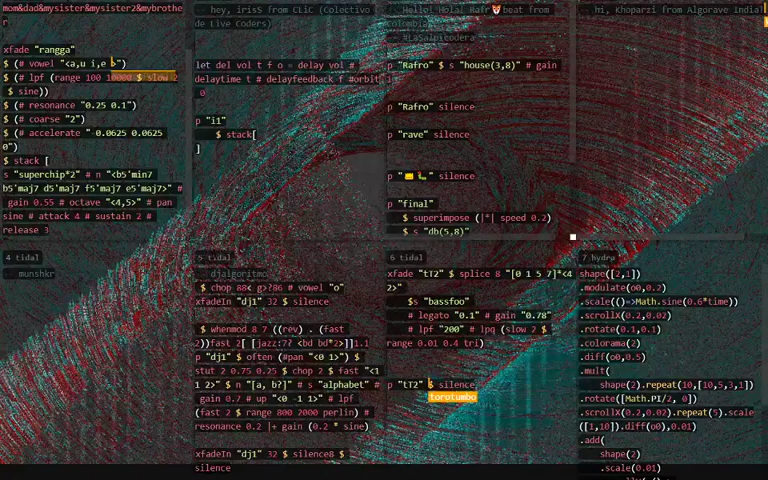 mom&dad&mysister&mysister2&mybrothe
r
xfade "rangga"
$ (# vowel "<a,u i,e b">
$ (# lpf (range 100 10000 $ slow 2
$ sine))
$ (# resonance "0.25 0.1")
$ (# coarse "2")
$ (# accelerate "-0.0625 0.0625
0")
$ stack [
s "superchip*2" # n "<b5'min7
b5'maj7 d5'maj7 f5'maj7 e5'maj7>" #
gain 0.55 # octave "<4,5>" # pan
sine # attack 4 # sustain 2 #
release 3
-- hey, irisS from CLiC (Colectivo
de Live Coders)
let del vol t f o = delay vol #
delaytime t # delayfeedback f #orbit
o
p "i1"
$ stack[
]
-- Hello! Hola! Rafr🐯beat from
Colombia
-- #LaSalpicodera
p "Rafro" $ s "house(3,8)" # gain
1
p "Rafro" silence
p "rave" silence
p "" silence
p "final"
$ superimpose (|*| speed 0.2)
$ s "db(5,8)"
-- hi, Khoparzi from Algorave India!
4 tidal
munshkr
5 tidal
djalgoritmo
$ chop 88< g>?86 # vowel "o"
xfadeIn "dj1" 32 $ silence
$ whenmod 8 7 ((rev) . (fast
2))fast 2[ [jazz:7? <bd bd*2>]]1.1
p "dj1" $ often (#pan "<0 1>") $
stut 2 0.75 0.25 $ chop 2 $ fast "<1
1 2>" $ n "[a, b?]" # s "alphabet" #
gain 0.7 # up "<0 -1 0>" # lpf
(fast 2 $ range 800 2000 perlin) #
resonance 0.2 |+ gain (0.2 * sine)
xfadeIn "dj1" 32 $ silence8 $
silence
6 tidal
xfade "tT2" $ splice 8 "[0 1 5 7]*<4
2>"
$s "bassfoo"
# legato "0.1" # gain "0.78"
# lpf "200" # lpq (slow 2 $
range 0.01 0.4 tri)
p "tT2" $ silence
torotumbo
7 hydra
shape([2,1])
.modulate(o0,0.2)
.scale(()=>Math.sine(0.6*time))
.scrollX(0.2,0.02)
.rotate(0.1,0.1)
.colorama(2)
.diff(o0,0.5)
.mult(
shape(2).repeat(10,[10,5,3,1])
.rotate([Math.PI/2, 0])
.scrollX(0.2,0.02).repeat(5).scale
([1,10]).diff(o0),0.01)
.add(
shape(2)
.scale(0.01)